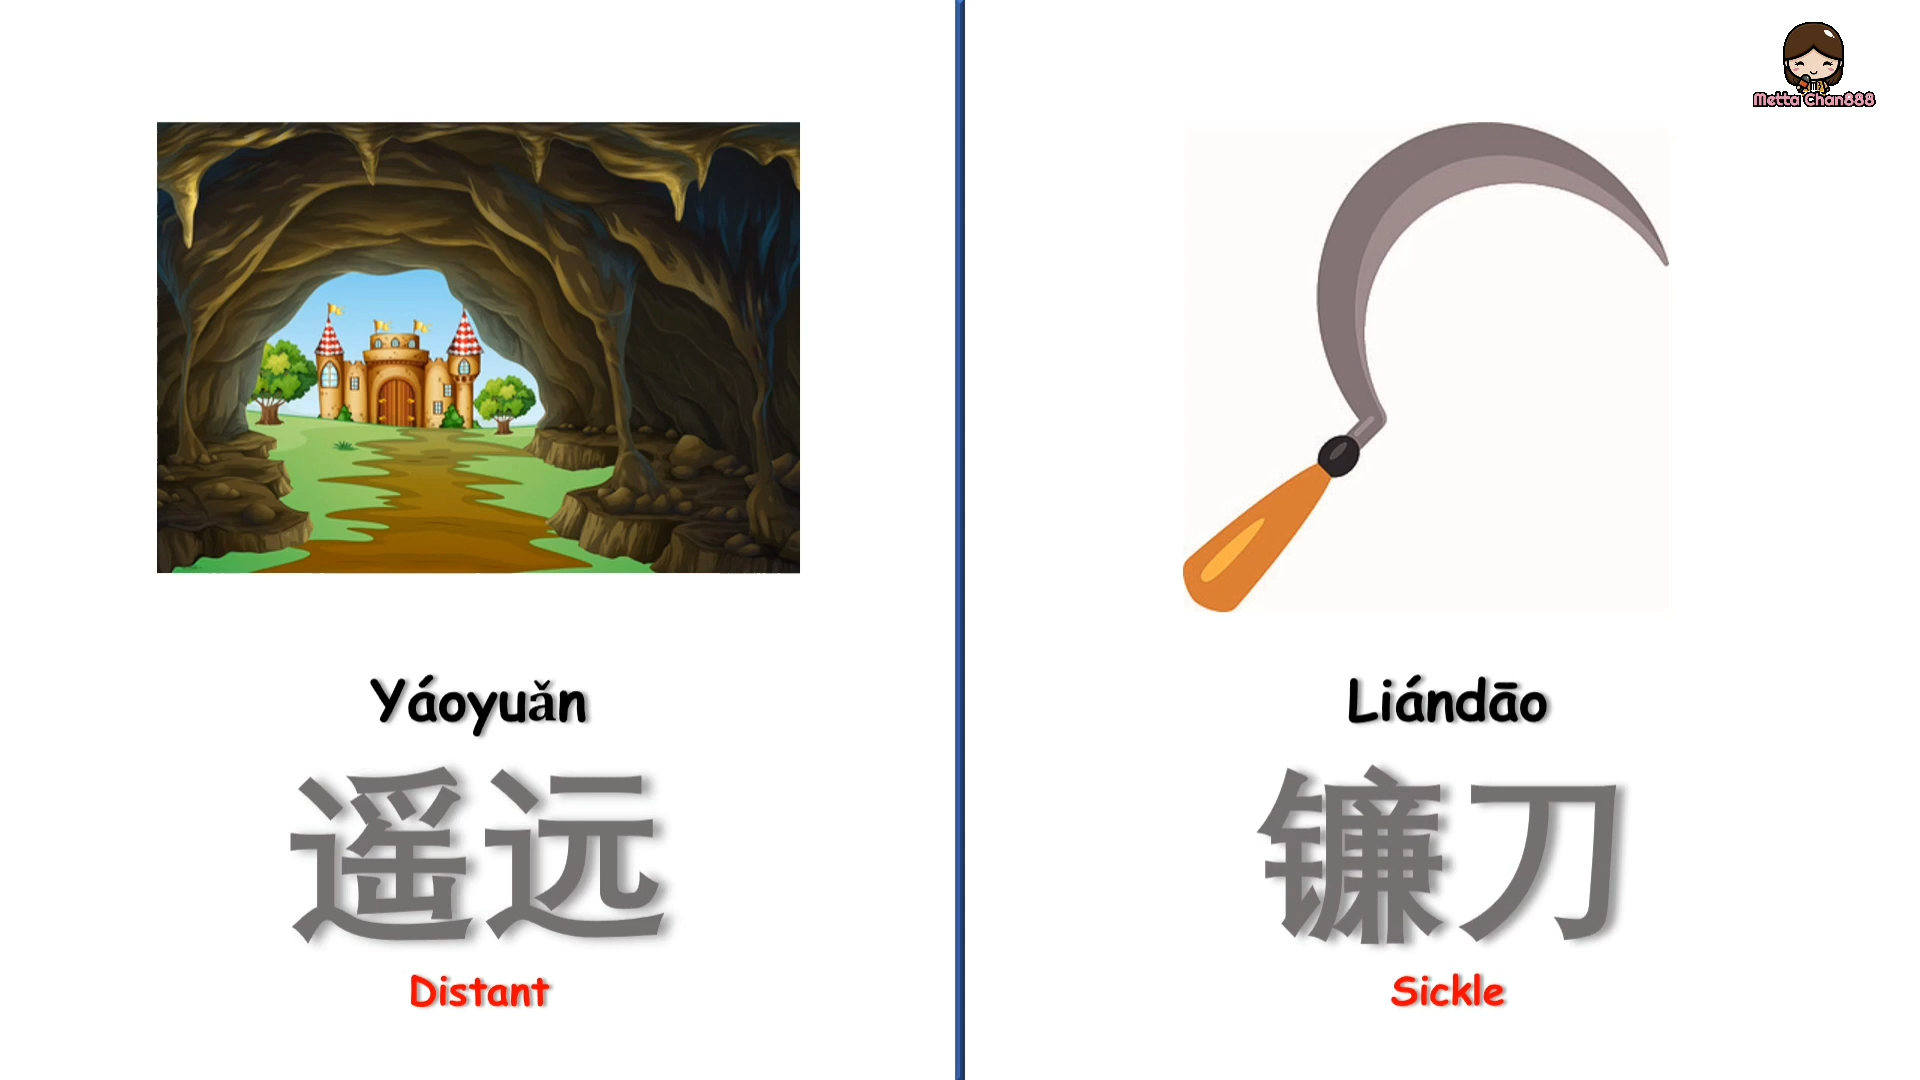 Metta Chan888
Yáoyuǎn
遥远
Distant
Liándāo
镰刀
Sickle